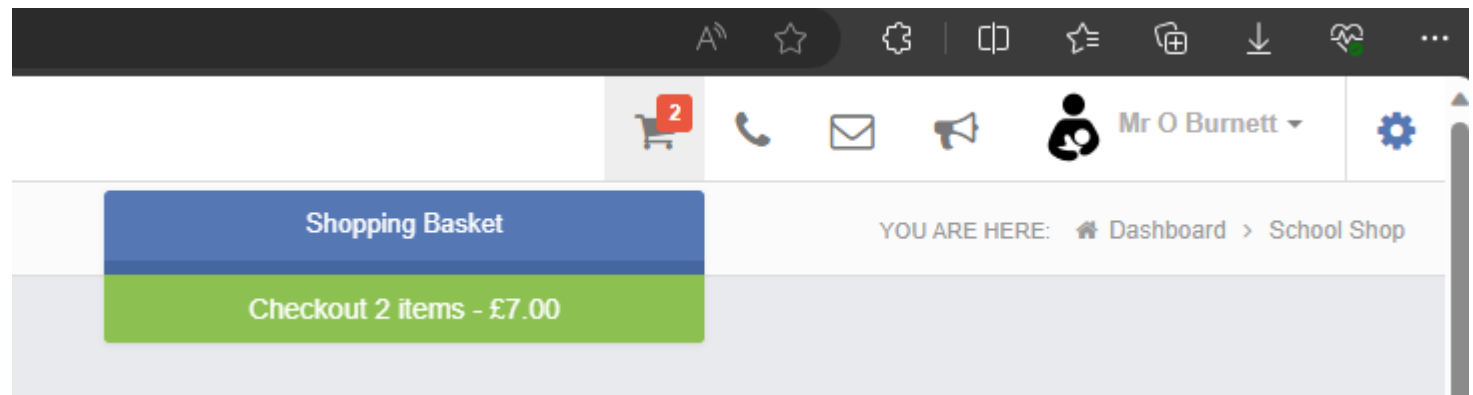 2
Mr O Burnett
Shopping Basket
YOU ARE HERE: Dashboard > School Shop
Checkout 2 items - £7.00